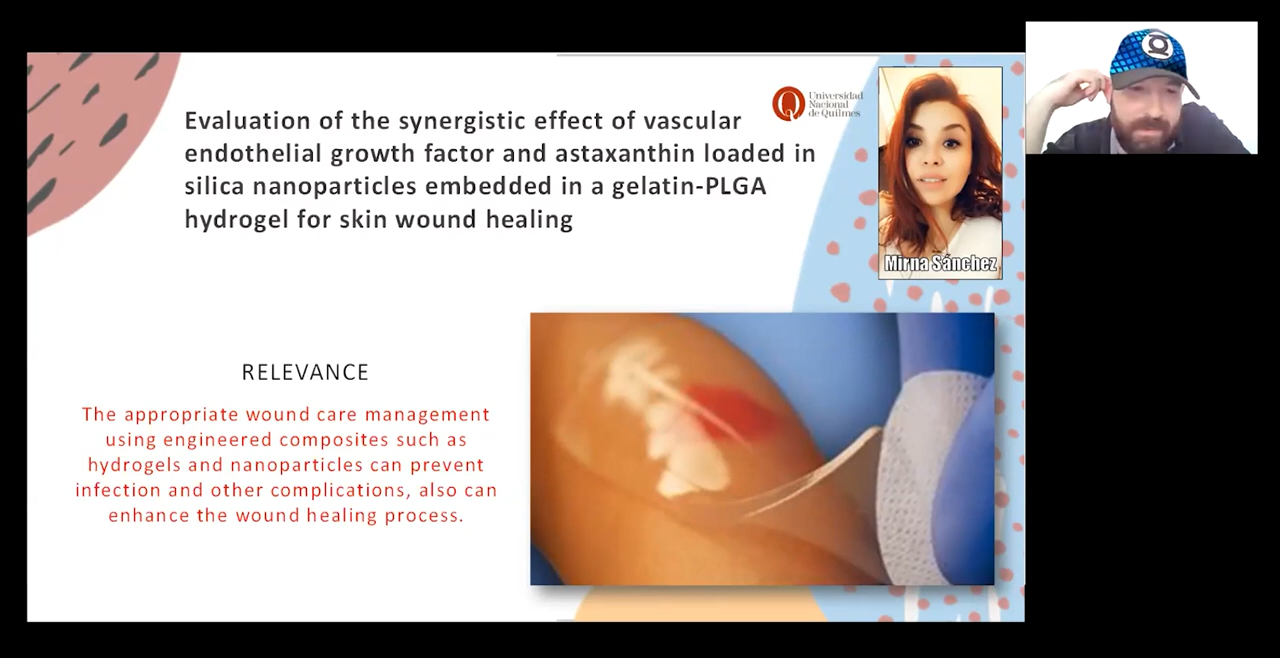 Evaluation of the synergistic effect of vascular
endothelial growth factor and astaxanthin loaded in
silica nanoparticles embedded in a gelatin-PLGA
hydrogel for skin wound healing
Universidad
Nacional
de Quilmes
Mirna Sánchez
RELEVANCE
The appropriate wound care management
using engineered composites such as
hydrogels and nanoparticles can prevent
infection and other complications, also can
enhance the wound healing process.